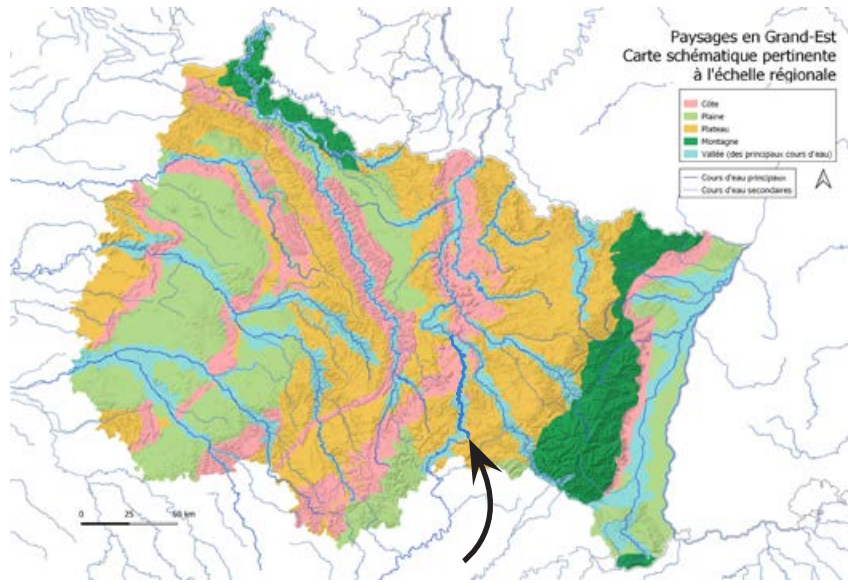 Paysages en Grand-Est
Carte schématique pertinente
à l'échelle régionale
Côte
Plaine
Plateau
Montagne
Vallée (des principaux cours d'eau)
Cours d'eau principaux
Cours d'eau secondaires
0 25 50 km